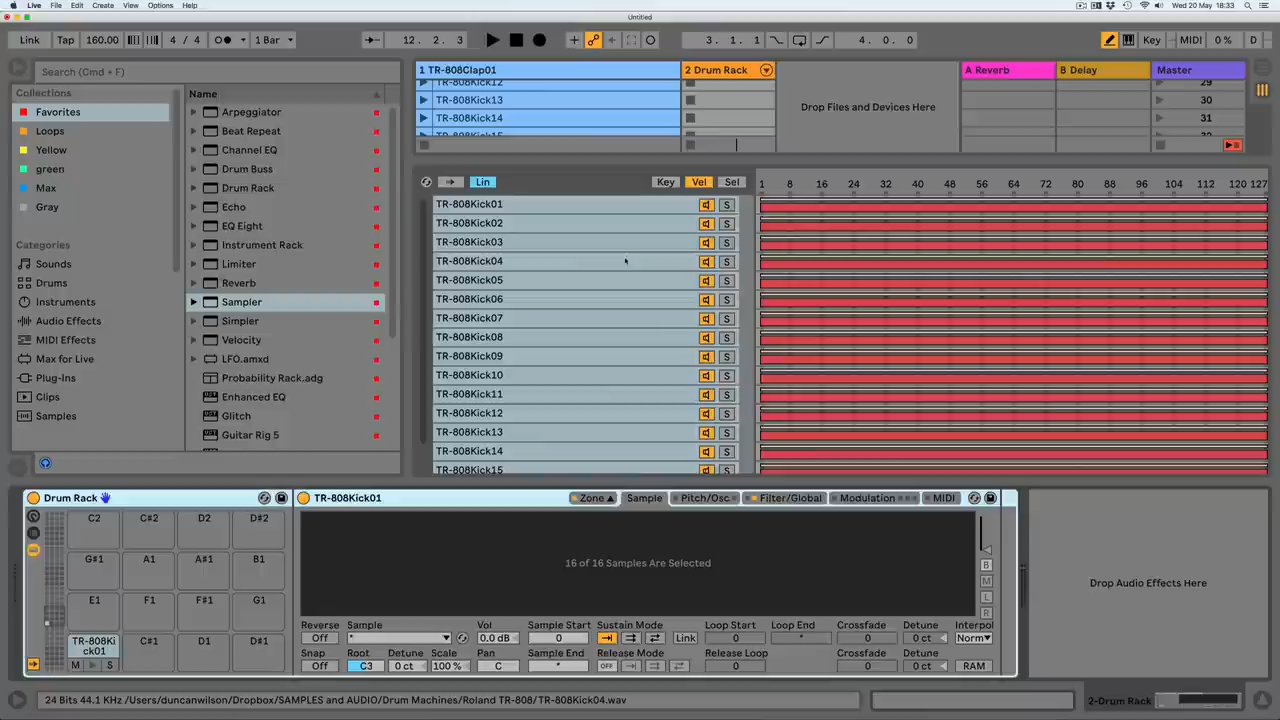 Live File Edit Create View Options Help Wed 20 May 18:33
Untitled
Link Tap 160.00 4 / 4 1 Bar 12. 2. 3 3. 1. 1 4. 0. 0 Key MIDI 0 % D
Search (Cmd + F)
Collections
Favorites
Loops
Yellow
green
Max
Gray
Categories
Sounds
Drums
Instruments
Audio Effects
MIDI Effects
Max for Live
Plug-Ins
Clips
Samples
Name
Arpeggiator
Beat Repeat
Channel EQ
Drum Buss
Drum Rack
Echo
EQ Eight
Instrument Rack
Limiter
Reverb
Sampler
Simpler
Velocity
LFO.amxd
Probability Rack.adg
Enhanced EQ
Glitch
Guitar Rig 5
1 TR-808Clap01 2 Drum Rack A Reverb B Delay Master
TR-808Kick12 29
TR-808Kick13 30
TR-808Kick14 31
TR-808Kick15 32
Drop Files and Devices Here
Lin Key Vel Sel 1 8 16 24 32 40 48 56 64 72 80 88 96 104 112 120 127
TR-808Kick01 S
TR-808Kick02 S
TR-808Kick03 S
TR-808Kick04 S
TR-808Kick05 S
TR-808Kick06 S
TR-808Kick07 S
TR-808Kick08 S
TR-808Kick09 S
TR-808Kick10 S
TR-808Kick11 S
TR-808Kick12 S
TR-808Kick13 S
TR-808Kick14 S
TR-808Kick15
Drum Rack
C2 C#2 D2 D#2
G#1 A1 A#1 B1
E1 F1 F#1 G1
TR-808Ki
ck01
C#1 D1 D#1
M S
TR-808Kick01 Zone Sample Pitch/Osc Filter/Global Modulation MIDI
16 of 16 Samples Are Selected
B
M
L
R
Reverse Sample Vol Sample Start Sustain Mode Loop Start Loop End Crossfade Detune Interpol
Off * 0.0 dB 0 Link 0 * 0 0 ct Norm
Snap Root Detune Scale Pan Sample End Release Mode Release Loop Crossfade Detune
Off C3 0 ct 100 % C * OFF 0 0 0 ct RAM
Drop Audio Effects Here
24 Bits 44.1 KHz /Users/duncanwilson/Dropbox/SAMPLES and AUDIO/Drum Machines/Roland TR-808/TR-808Kick04.wav
2-Drum Rack